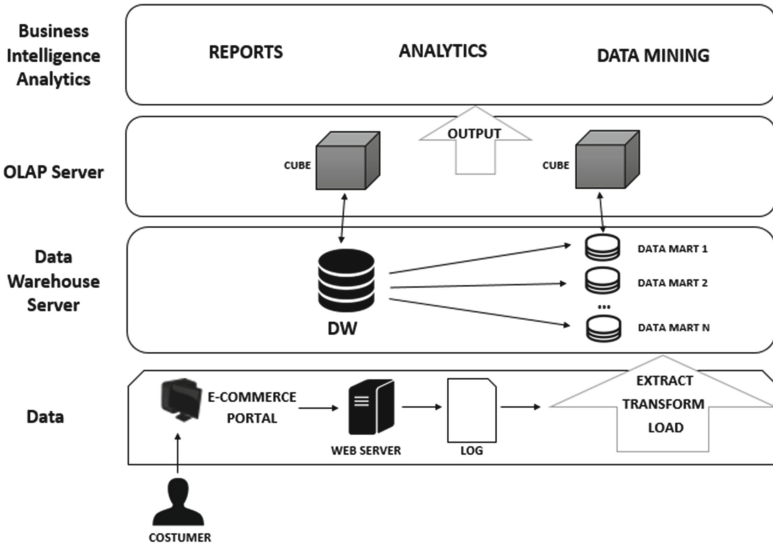 Business
Intelligence
Analytics
REPORTS
ANALYTICS
DATA MINING
OLAP Server
CUBE
OUTPUT
CUBE
Data
Warehouse
Server
DW
DATA MART 1
DATA MART 2
...
DATA MART N
Data
E-COMMERCE
PORTAL
WEB SERVER
LOG
EXTRACT
TRANSFORM
LOAD
COSTUMER